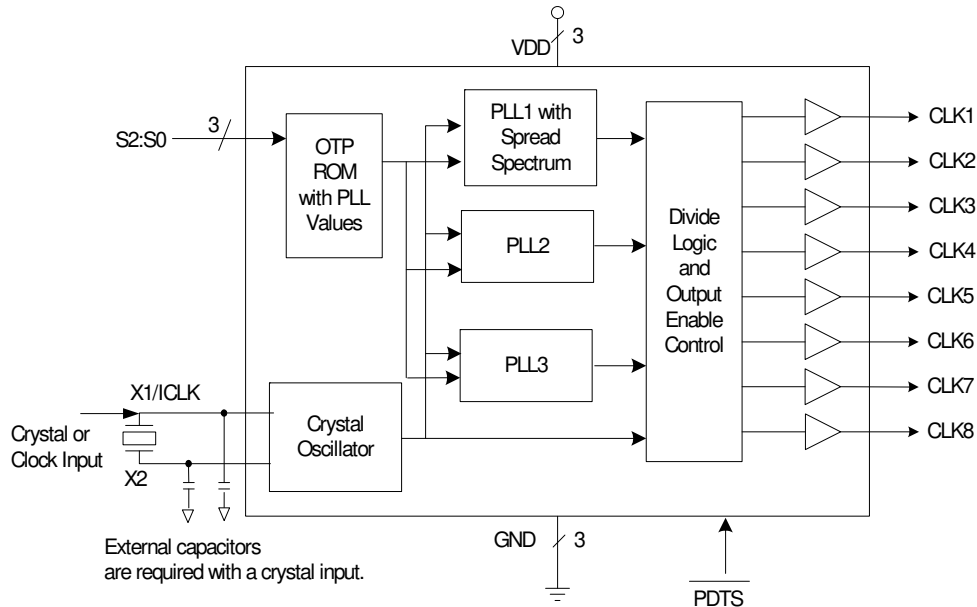 VDD
3
S2:S0
3
OTP
ROM
with PLL
Values
PLL1 with
Spread
Spectrum
PLL2
PLL3
Divide
Logic
and
Output
Enable
Control
CLK1
CLK2
CLK3
CLK4
CLK5
CLK6
CLK7
CLK8
X1/ICLK
Crystal or
Clock Input
X2
Crystal
Oscillator
External capacitors
are required with a crystal input.
GND
3
PDTS